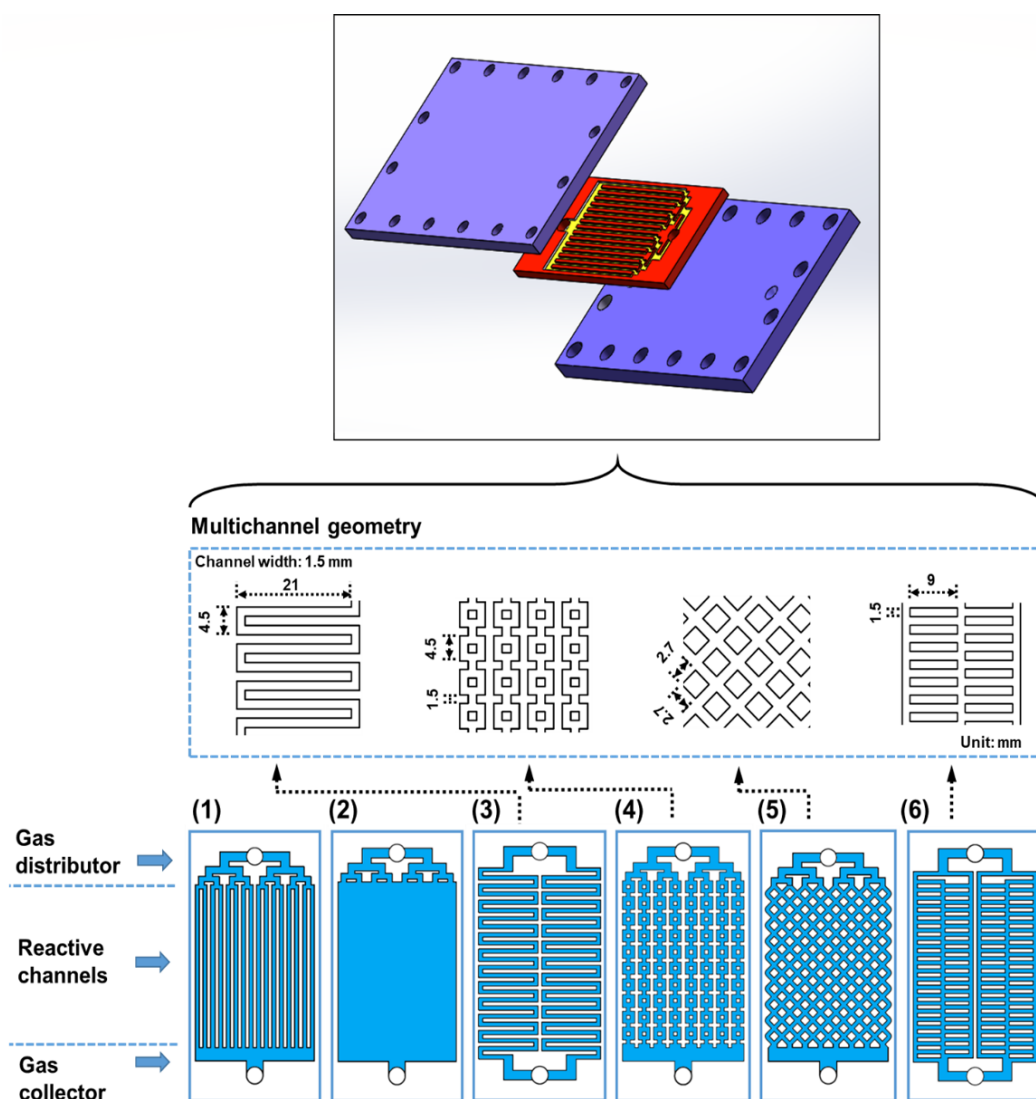 Multichannel geometry
Channel width: 1.5 mm
21
4.5
4.5
1.5
2.7
2.7
9
1.5
Unit: mm
(1)
(2)
(3)
(4)
(5)
(6)
Gas
distributor
Reactive
channels
Gas
collector